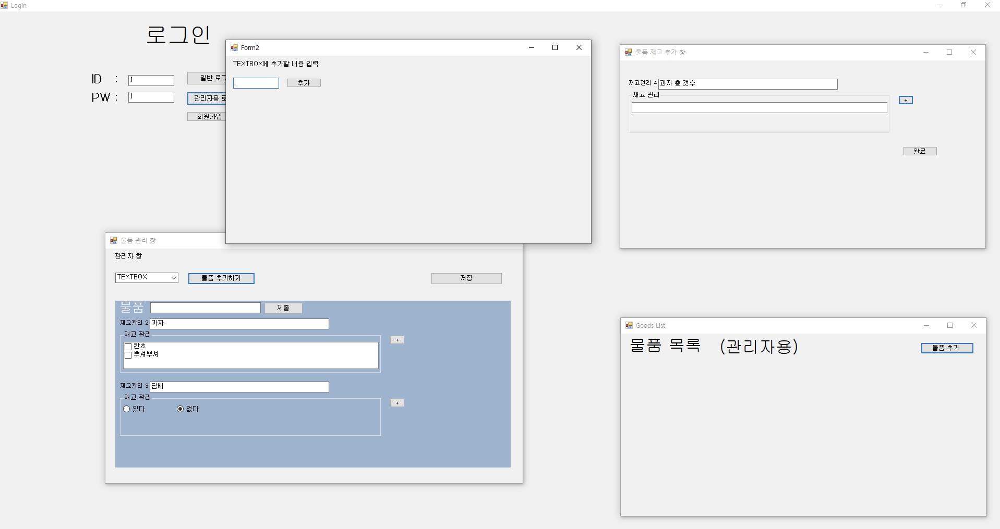 Login
로그인
ID :
1
일반 로그
PW :
1
관리자용 로
회원가입
Form2
TEXTBOX에 추가할 내용 입력
추가
물품 재고 추가 창
재고관리 4 과자 총 갯수
재고 관리
+
완료
물품 관리 창
관리자 창
TEXTBOX
물품 추가하기
저장
물품
제출
재고관리 2 과자
재고 관리
+
칸초
뿌셔뿌셔
재고관리 3 담배
재고 관리
+
있다 없다
Goods List
물품 목록 (관리자용)
물품 추가